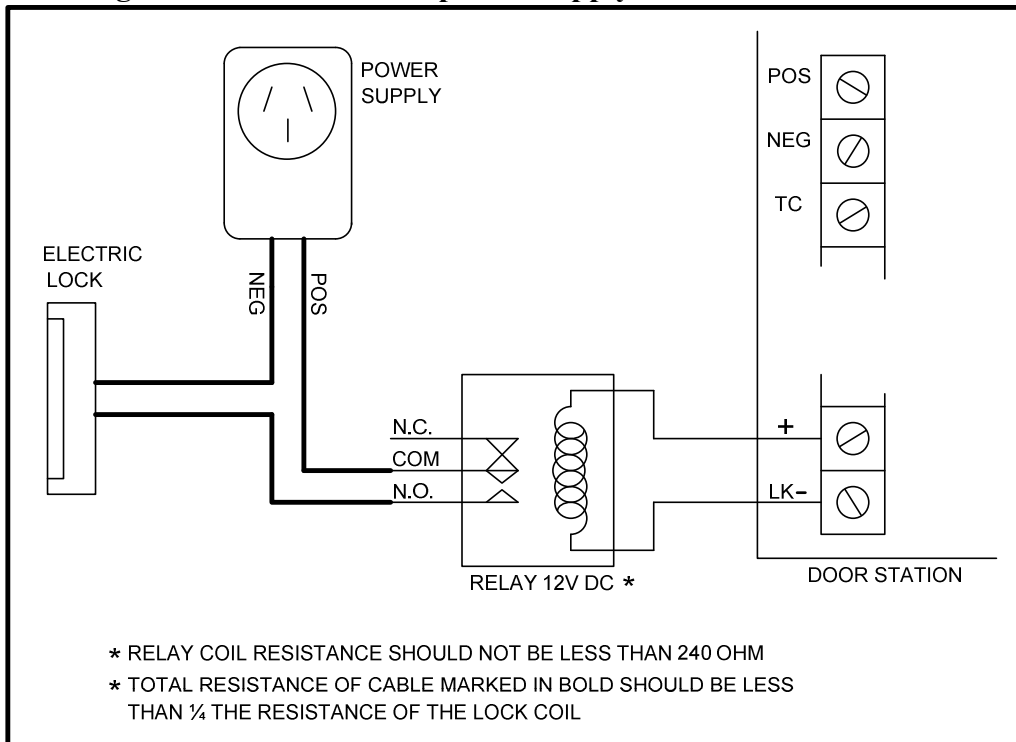 POWER
SUPPLY
POS
NEG
TC
ELECTRIC
LOCK
NEG
POS
N.C.
COM
N.O.
+
LK-
RELAY 12V DC *
DOOR STATION
* RELAY COIL RESISTANCE SHOULD NOT BE LESS THAN 240 OHM
* TOTAL RESISTANCE OF CABLE MARKED IN BOLD SHOULD BE LESS
THAN ¼ THE RESISTANCE OF THE LOCK COIL